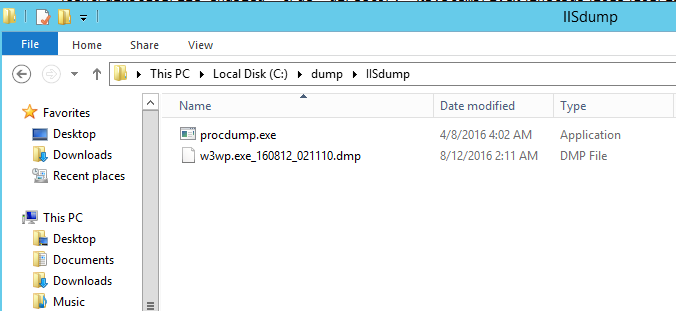 IISdump
File Home Share View
This PC Local Disk (C:) dump IISdump
Favorites
Desktop
Downloads
Recent places
This PC
Desktop
Documents
Downloads
Music
Name Date modified Type
procdump.exe 4/8/2016 4:02 AM Application
w3wp.exe_160812_021110.dmp 8/12/2016 2:11 AM DMP File